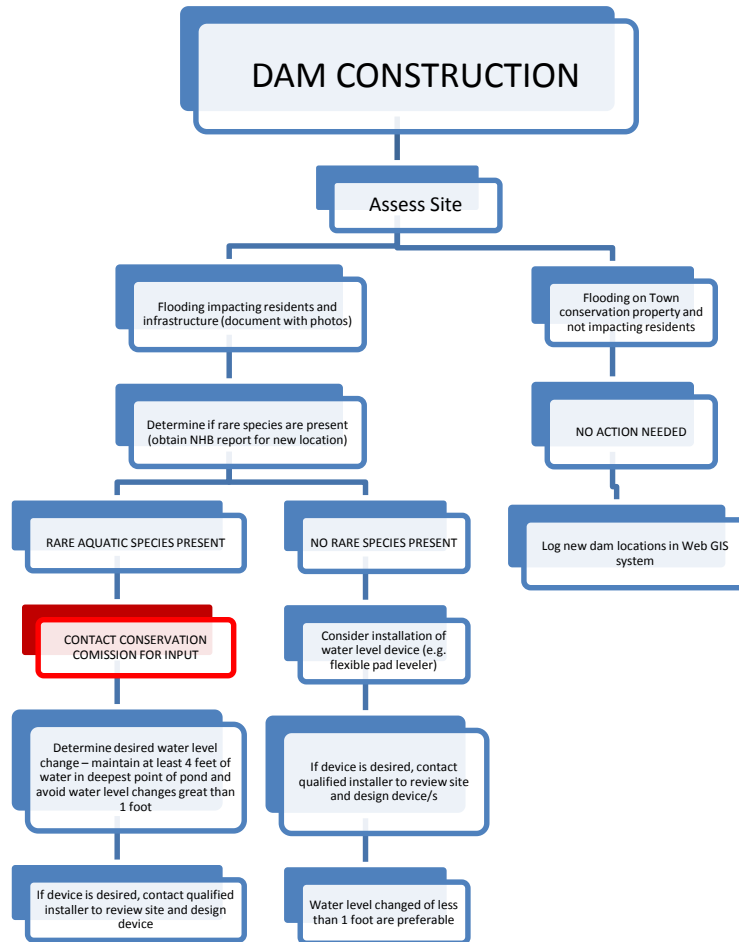 DAM CONSTRUCTION
Assess Site
Flooding impacting residents and
infrastructure (document with photos)
Flooding on Town
conservation property and
not impacting residents
Determine if rare species are present
(obtain NHB report for new location)
NO ACTION NEEDED
RARE AQUATIC SPECIES PRESENT
NO RARE SPECIES PRESENT
Log new dam locations in Web GIS
system
CONTACT CONSERVATION
COMISSION FOR INPUT
Consider installation of
water level device (e.g.
flexible pad leveler)
Determine desired water level
change – maintain at least 4 feet of
water in deepest point of pond and
avoid water level changes great than
1 foot
If device is desired, contact
qualified installer to review site
and design device/s
If device is desired, contact qualified
installer to review site and design
device
Water level changed of less
than 1 foot are preferable